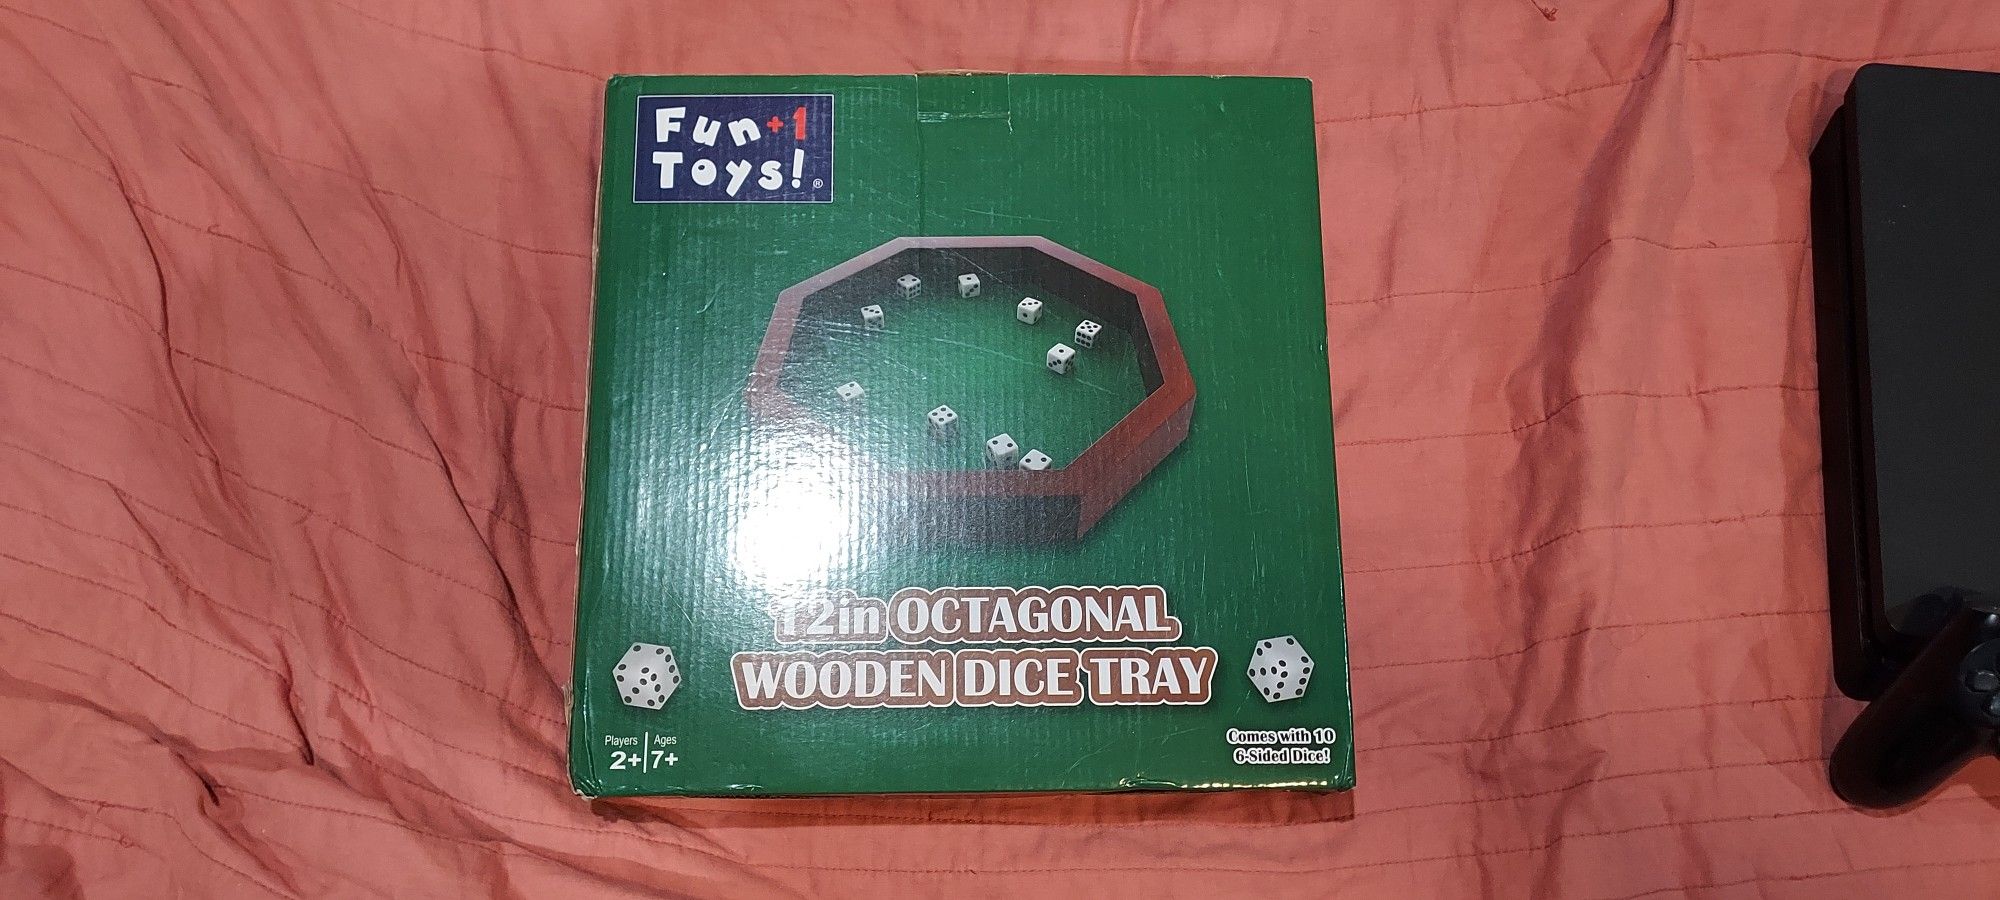 Fun+1
Toys!®
12in OCTAGONAL
WOODEN DICE TRAY
Players
2+
Ages
7+
Comes with 10
6-Sided Dice!